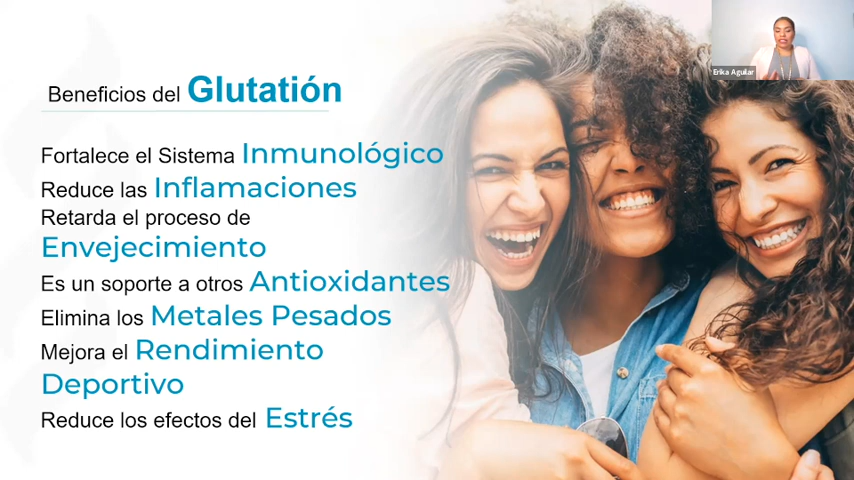 Beneficios del Glutatión
Fortalece el Sistema Inmunológico
Reduce las Inflamaciones
Retarda el proceso de
Envejecimiento
Es un soporte a otros Antioxidantes
Elimina los Metales Pesados
Mejora el Rendimiento
Deportivo
Reduce los efectos del Estrés
Erika Aguilar